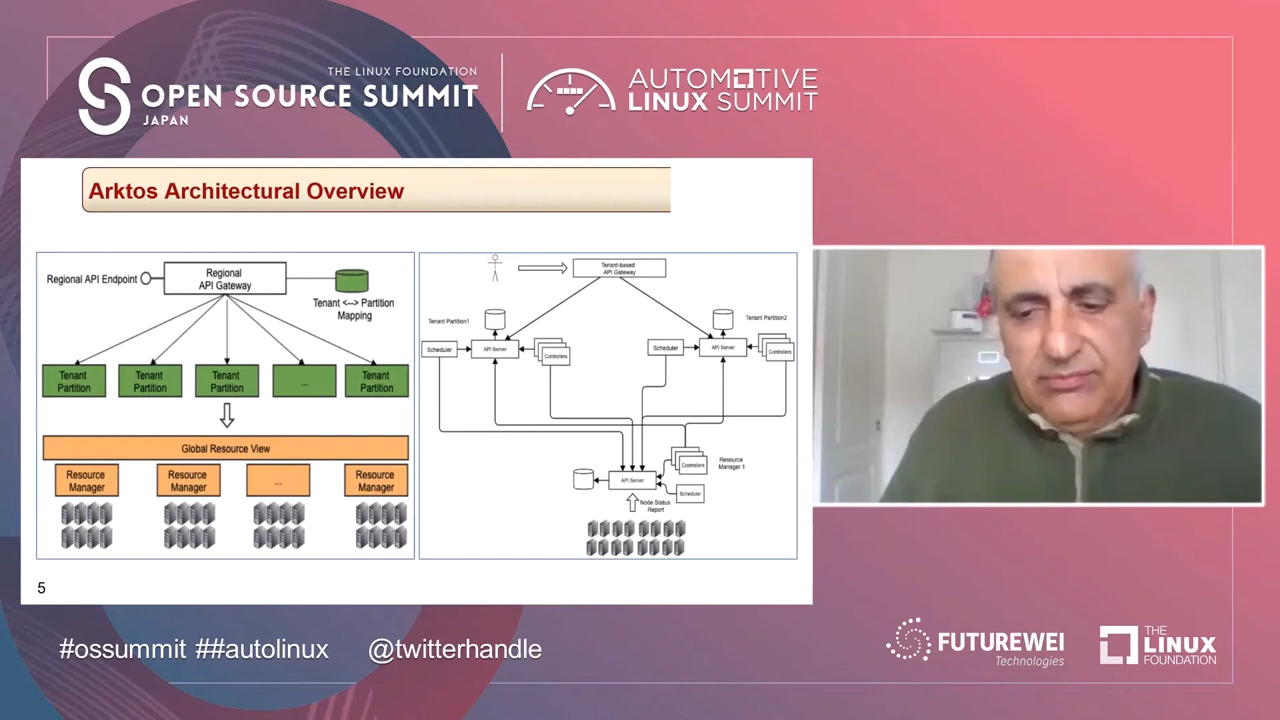 THE LINUX FOUNDATION
OPEN SOURCE SUMMIT
JAPAN
AUTOMOTIVE
LINUX SUMMIT
Arktos Architectural Overview
Regional API Endpoint
Regional
API Gateway
Tenant <--> Partition
Mapping
Tenant
Partition
Tenant
Partition
Tenant
Partition
...
Tenant
Partition
Global Resource View
Resource
Manager
Resource
Manager
...
Resource
Manager
Tenant-based
API Gateway
Tenant Partition1
Scheduler
API Server
Controllers
Tenant Partition2
Scheduler
API Server
Controllers
Controllers
Resource
Manager 1
API Server
Scheduler
Node Status
Report
5
#ossummit ##autolinux @twitterhandle
FUTUREWEI
Technologies
THE
LINUX
FOUNDATION